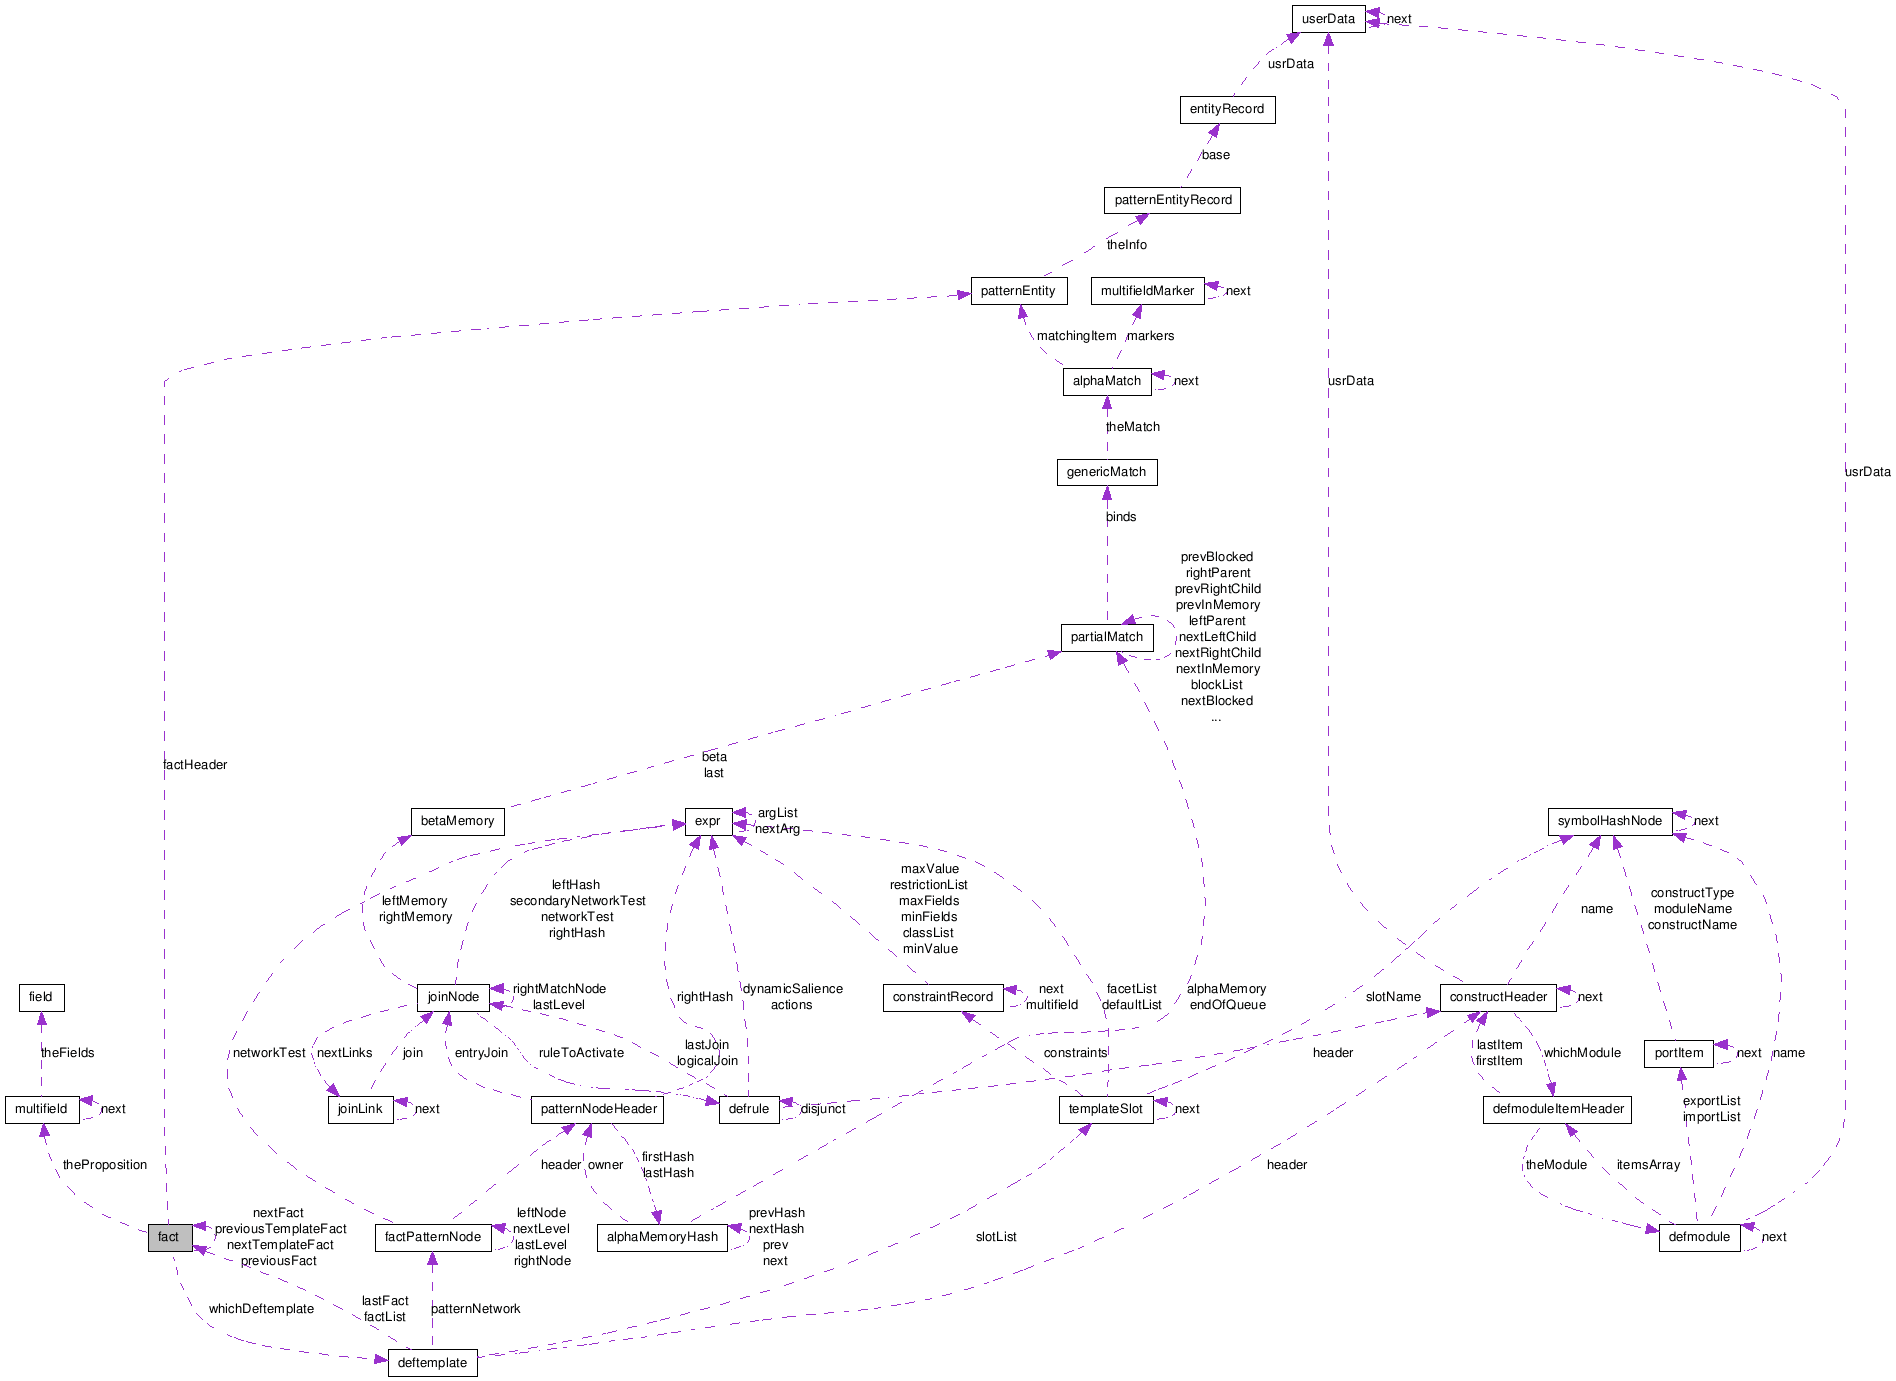 userData
next
usrData
entityRecord
base
patternEntityRecord
theInfo
patternEntity
multifieldMarker
next
matchingItem
markers
alphaMatch
next
usrData
usrData
theMatch
genericMatch
binds
prevBlocked
rightParent
prevRightChild
prevInMemory
leftParent
nextLeftChild
nextRightChild
nextInMemory
blockList
nextBlocked
...
partialMatch
factHeader
beta
last
betaMemory
expr
argList
nextArg
symbolHashNode
next
leftMemory
rightMemory
leftHash
secondaryNetworkTest
networkTest
rightHash
maxValue
restrictionList
maxFields
minFields
classList
minValue
name
constructType
moduleName
constructName
field
joinNode
rightMatchNode
lastLevel
rightHash
dynamicSalience
actions
constraintRecord
next
multifield
facetList
defaultList
alphaMemory
endOfQueue
slotName
constructHeader
next
theFields
networkTest
nextLinks
join
entryJoin
ruleToActivate
lastJoin
logicalJoin
constraints
header
lastItem
firstItem
whichModule
portItem
next
name
multifield
next
joinLink
next
patternNodeHeader
defrule
disjunct
templateSlot
next
defmoduleItemHeader
exportList
importList
theProposition
header
owner
firstHash
lastHash
header
theModule
itemsArray
fact
nextFact
previousTemplateFact
nextTemplateFact
previousFact
factPatternNode
leftNode
nextLevel
lastLevel
rightNode
alphaMemoryHash
prevHash
nextHash
prev
next
slotList
defmodule
next
whichDeftemplate
lastFact
factList
patternNetwork
deftemplate